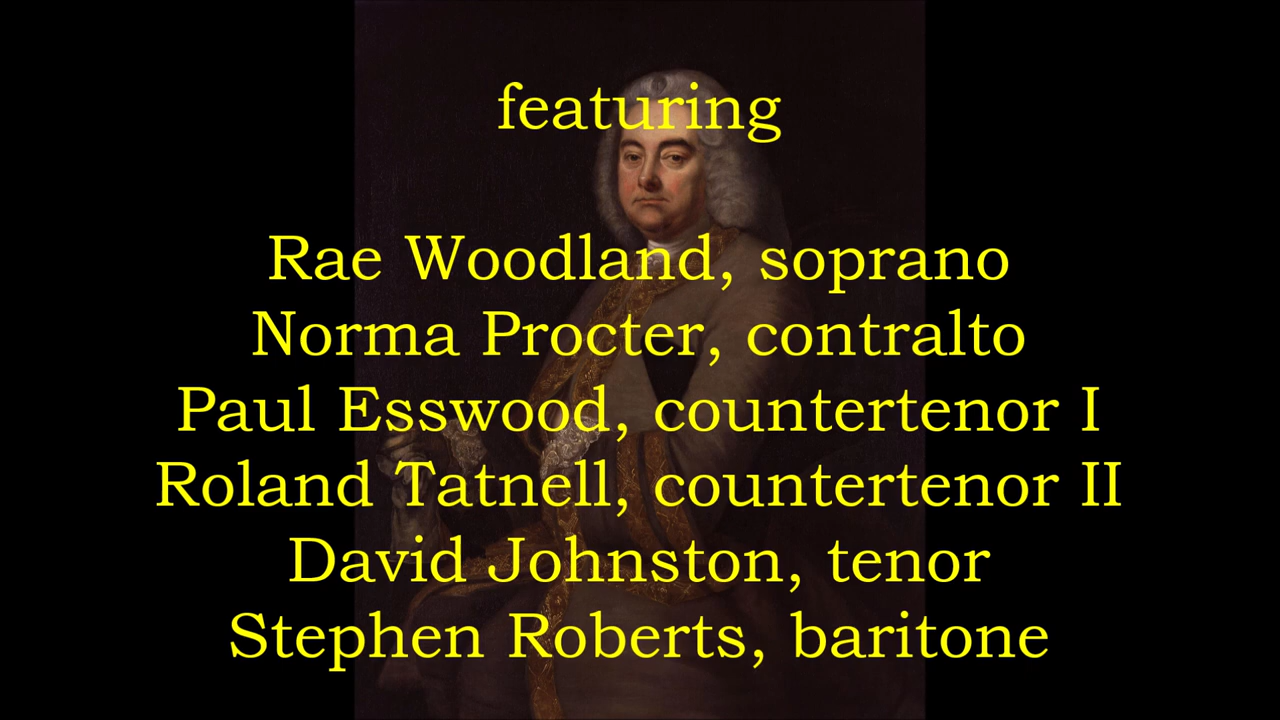 featuring
Rae Woodland, soprano
Norma Procter, contralto
Paul Esswood, countertenor I
Roland Tatnell, countertenor II
David Johnston, tenor
Stephen Roberts, baritone